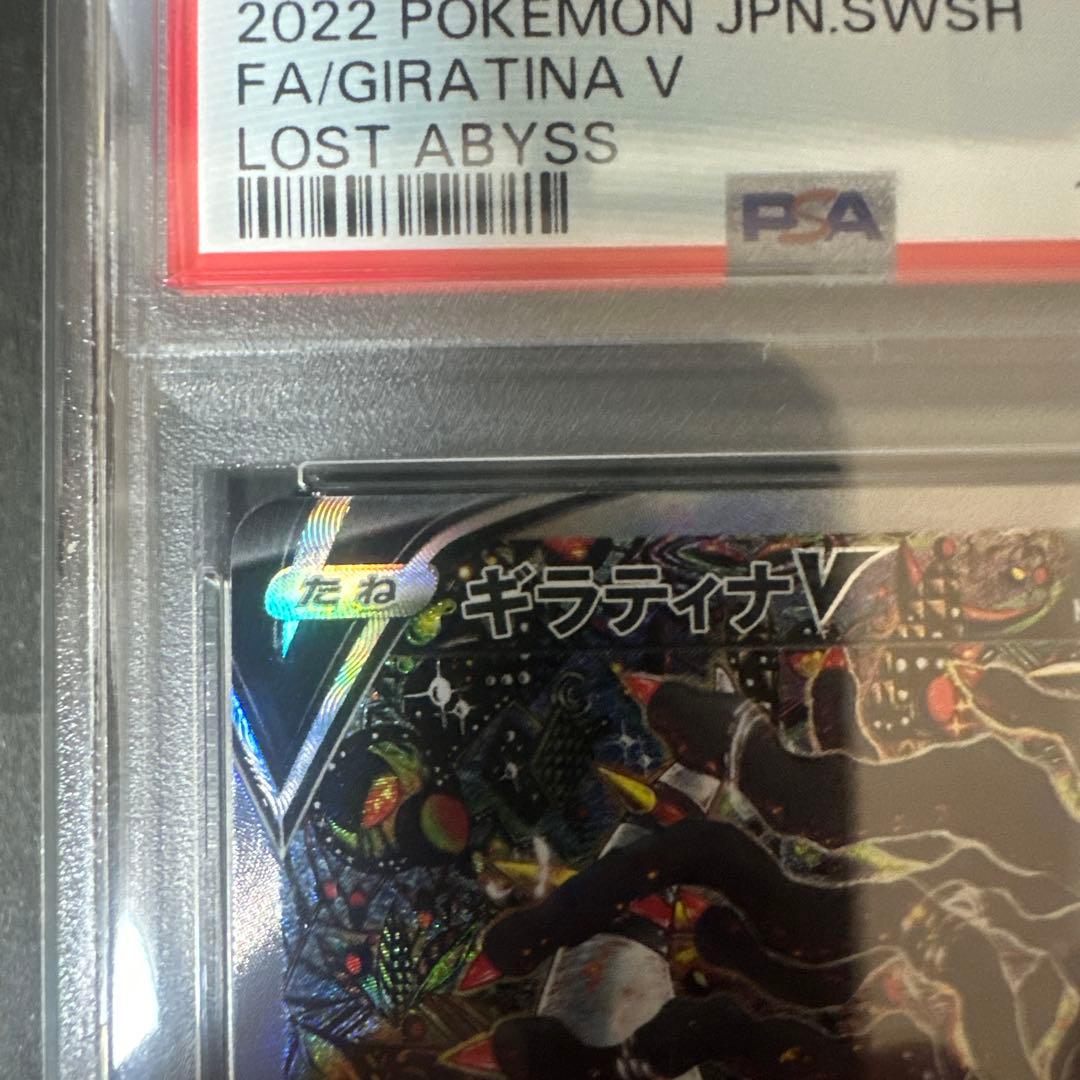 2022 POKEMON JPN.SWSH
FA/GIRATINA V
LOST ABYSS
PSA
たね ギラティナV